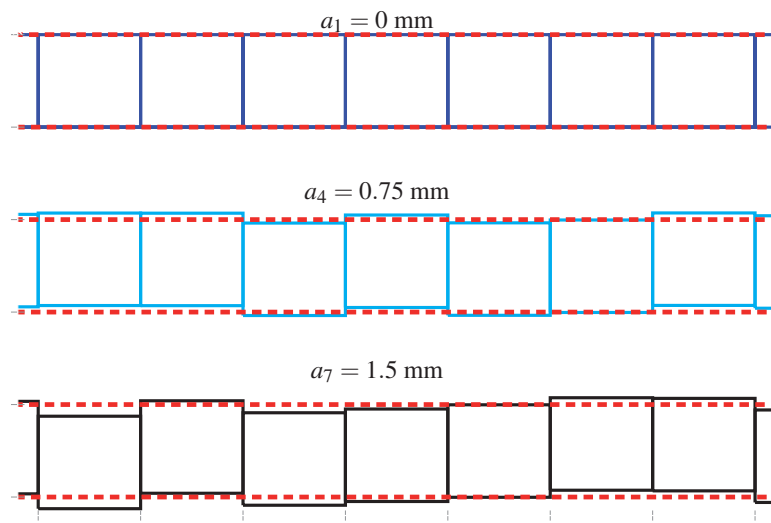 a₁ = 0 mm
a₄ = 0.75 mm
a₇ = 1.5 mm